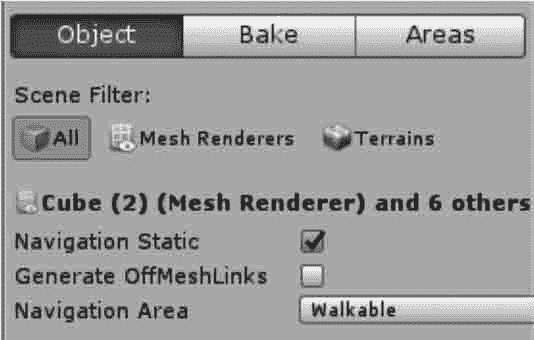 Object Bake Areas
Scene Filter:
All Mesh Renderers Terrains
Cube (2) (Mesh Renderer) and 6 others
Navigation Static
Generate OffMeshLinks
Navigation Area Walkable